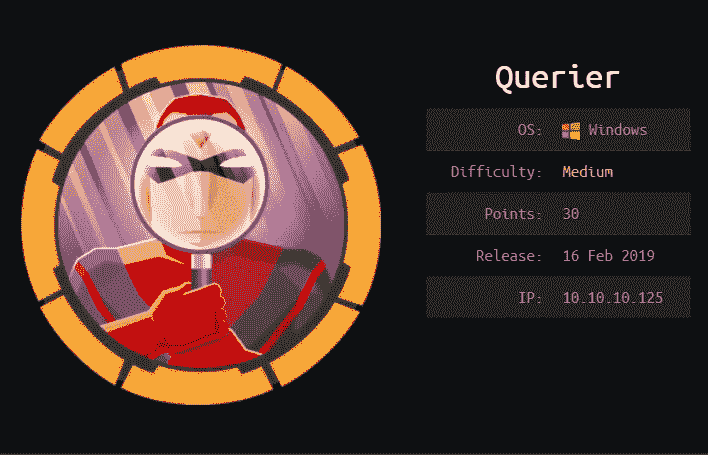 Querier
OS: Windows
Difficulty: Medium
Points: 30
Release: 16 Feb 2019
IP: 10.10.10.125